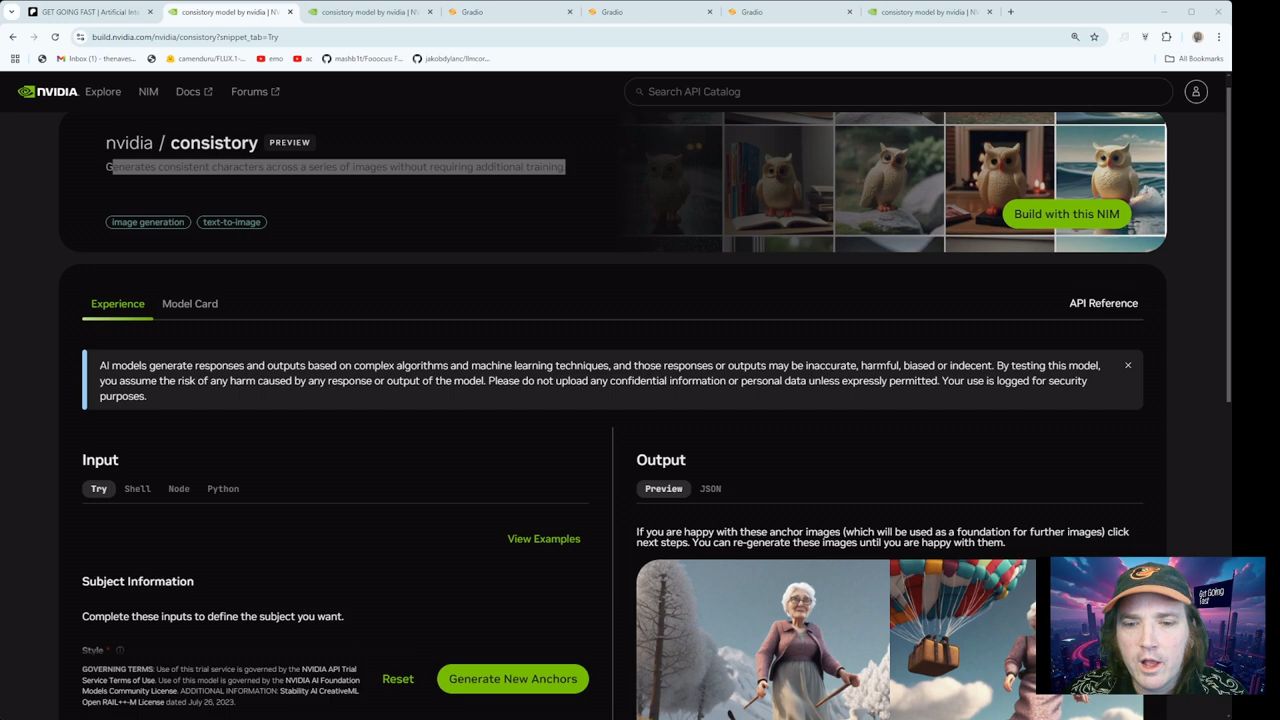 GET GOING FAST | Artificial Inte
consistory model by nvidia | NV
consistory model by nvidia | NV
Gradio
Gradio
Gradio
consistory model by nvidia | NV
build.nvidia.com/nvidia/consistory?snippet_tab=Try
Inbox (1) - thenaves...
camenduru/FLUX.1-...
emo
ac
mashb1t/Fooocus: F...
jakobdylanc/llmcor...
All Bookmarks
NVIDIA.
Explore
NIM
Docs
Forums
Search API Catalog
nvidia / consistory
PREVIEW
Generates consistent characters across a series of images without requiring additional training.
image generation
text-to-image
Build with this NIM
Experience
Model Card
API Reference
AI models generate responses and outputs based on complex algorithms and machine learning techniques, and those responses or outputs may be inaccurate, harmful, biased or indecent. By testing this model,
you assume the risk of any harm caused by any response or output of the model. Please do not upload any confidential information or personal data unless expressly permitted. Your use is logged for security
purposes.
Input
Output
Try
Shell
Node
Python
Preview
JSON
View Examples
If you are happy with these anchor images (which will be used as a foundation for further images) click
next steps. You can re-generate these images until you are happy with them.
Subject Information
Complete these inputs to define the subject you want.
Style *
GOVERNING TERMS: Use of this trial service is governed by the NVIDIA API Trial
Service Terms of Use. Use of this model is governed by the NVIDIA AI Foundation
Models Community License. ADDITIONAL INFORMATION: Stability AI CreativeML
Open RAIL++-M License dated July 26, 2023.
Reset
Generate New Anchors
Get Going
Fast